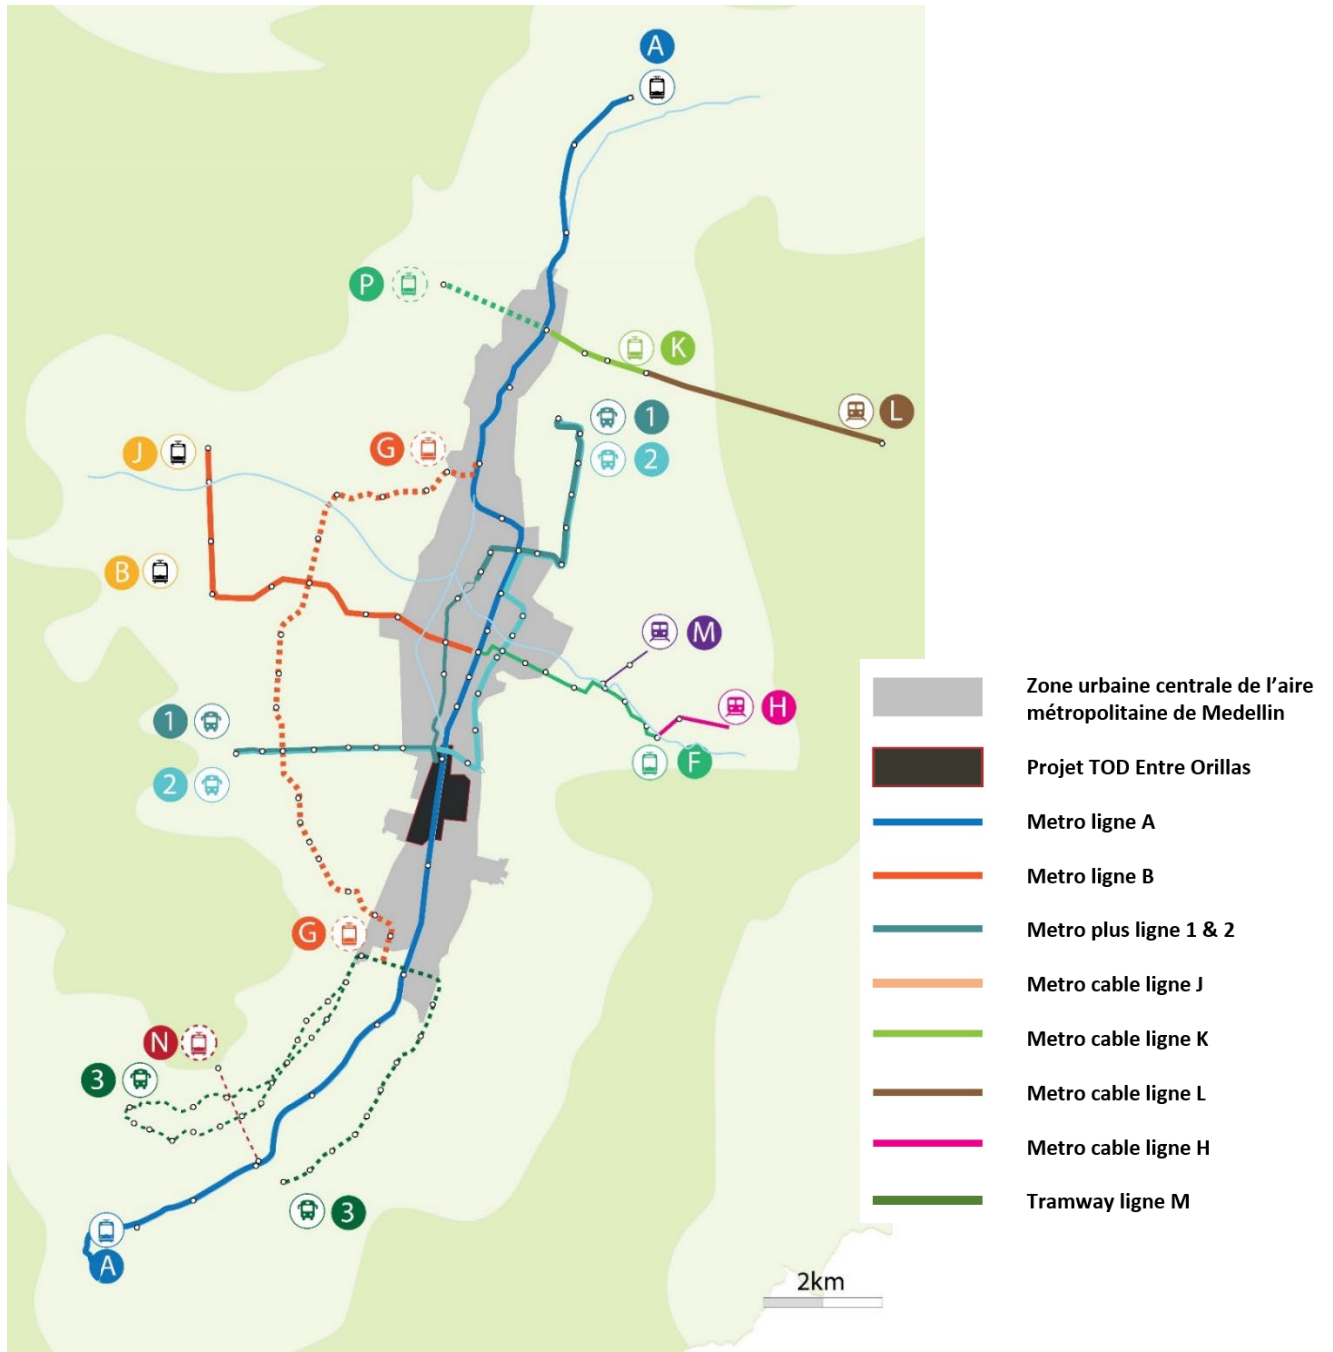 A
P
K
1
L
G
2
J
B
M
1
H
2
F
G
N
3
3
A
2km
Zone urbaine centrale de l’aire
métropolitaine de Medellin
Projet TOD Entre Orillas
Metro ligne A
Metro ligne B
Metro plus ligne 1 & 2
Metro cable ligne J
Metro cable ligne K
Metro cable ligne L
Metro cable ligne H
Tramway ligne M